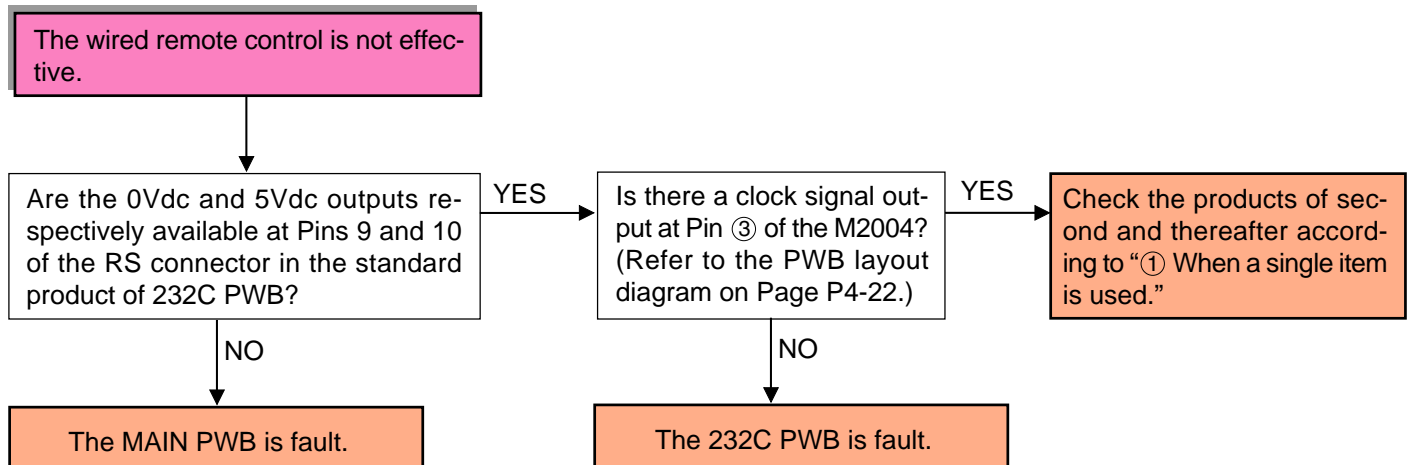 The wired remote control is not effec-
tive.
Are the 0Vdc and 5Vdc outputs re-
spectively available at Pins 9 and 10
of the RS connector in the standard
product of 232C PWB?
YES
Is there a clock signal out-
put at Pin ③ of the M2004?
(Refer to the PWB layout
diagram on Page P4-22.)
YES
Check the products of sec-
ond and thereafter accord-
ing to “① When a single item
is used.”
NO
NO
The MAIN PWB is fault.
The 232C PWB is fault.